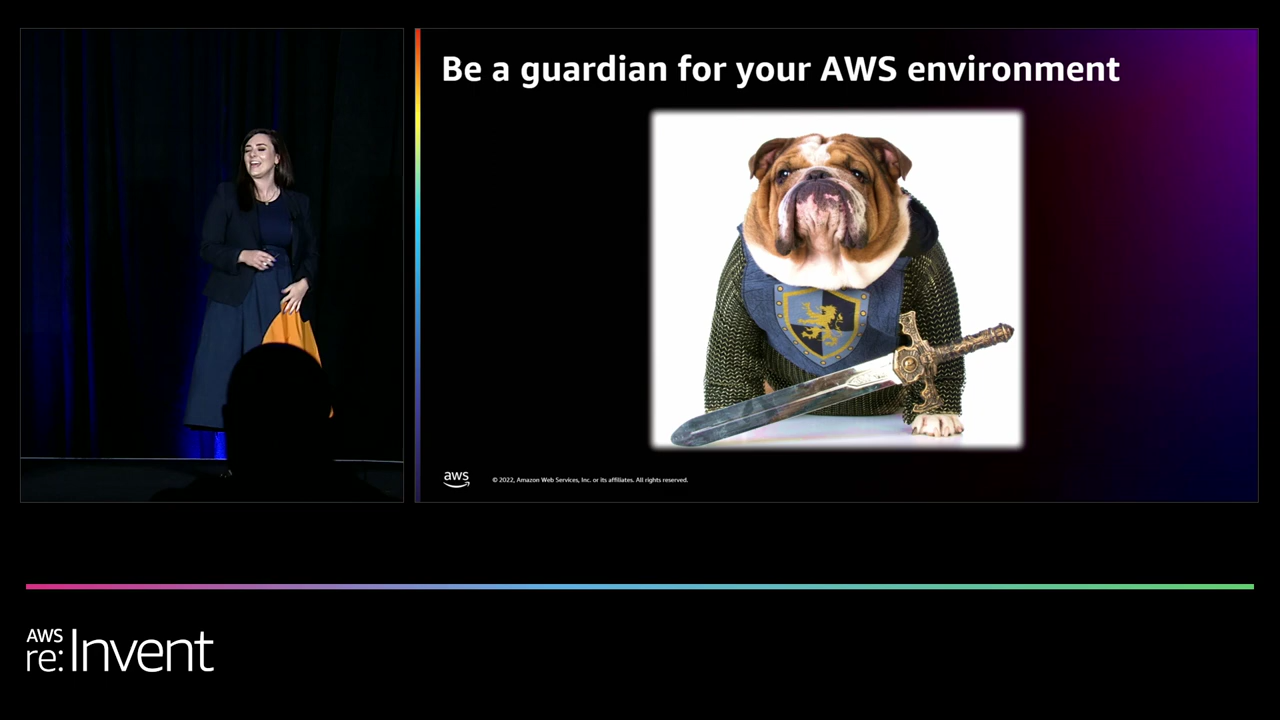 Be a guardian for your AWS environment
aws
© 2022, Amazon Web Services, Inc. or its affiliates. All rights reserved.
AWS
re:Invent